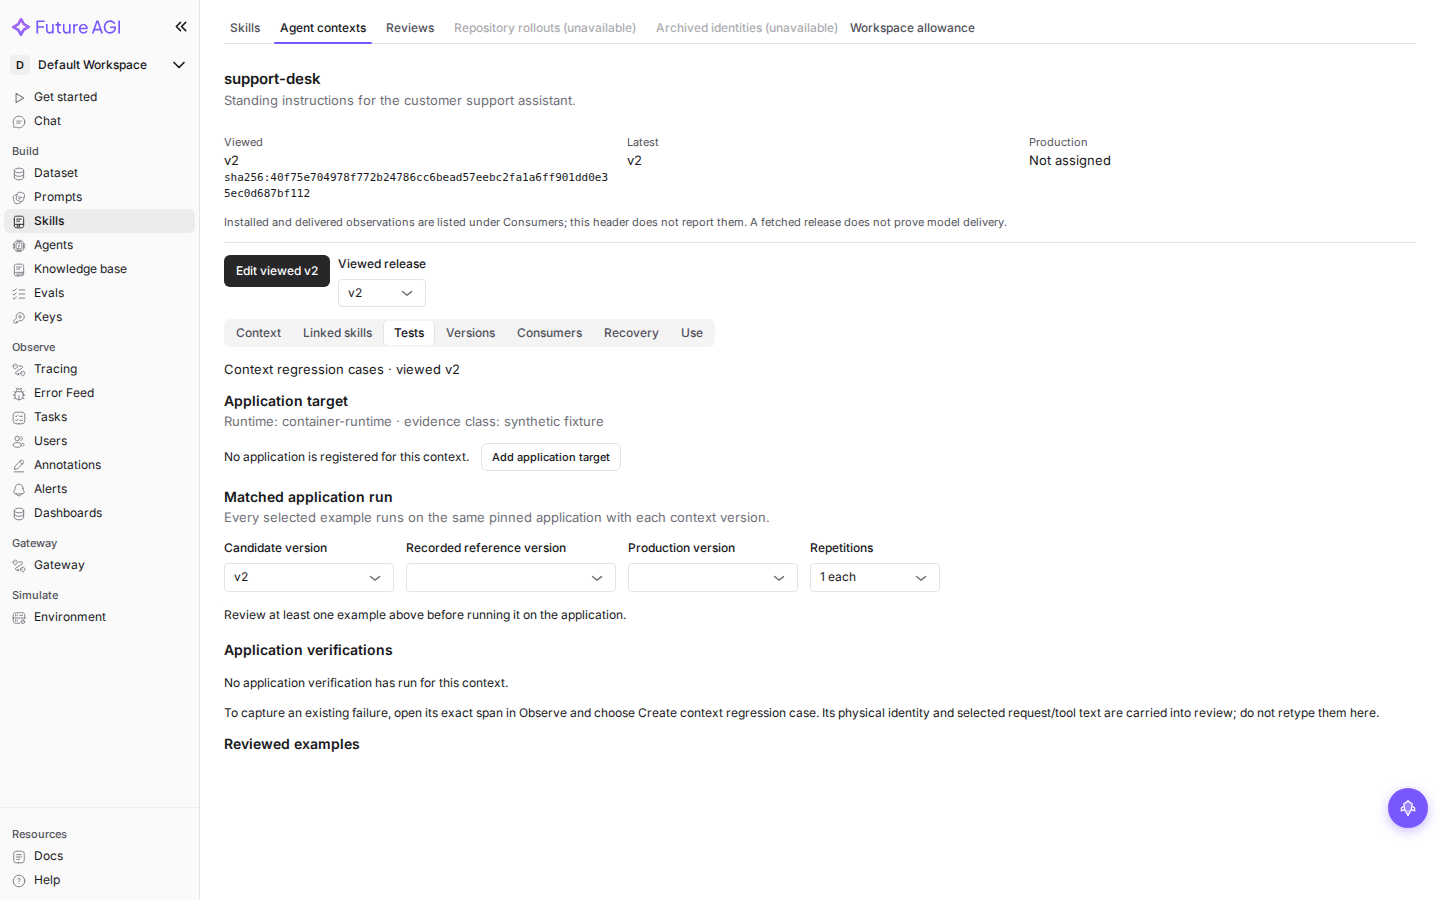 Future AGI
D Default Workspace
Get started
Chat
Build
Dataset
Prompts
Skills
Agents
Knowledge base
Evals
Keys
Observe
Tracing
Error Feed
Tasks
Users
Annotations
Alerts
Dashboards
Gateway
Gateway
Simulate
Environment
Resources
Docs
Help
Skills Agent contexts Reviews Repository rollouts (unavailable) Archived identities (unavailable) Workspace allowance
support-desk
Standing instructions for the customer support assistant.
Viewed Latest Production
v2 v2 Not assigned
sha256:40f75e704978f772b24786cc6bead57eebc2fa1a6ff901dd0e3
5ec0d687bf112
Installed and delivered observations are listed under Consumers; this header does not report them. A fetched release does not prove model delivery.
Edit viewed v2
Viewed release
v2
Context Linked skills Tests Versions Consumers Recovery Use
Context regression cases · viewed v2
Application target
Runtime: container-runtime · evidence class: synthetic fixture
No application is registered for this context. Add application target
Matched application run
Every selected example runs on the same pinned application with each context version.
Candidate version Recorded reference version Production version Repetitions
v2 1 each
Review at least one example above before running it on the application.
Application verifications
No application verification has run for this context.
To capture an existing failure, open its exact span in Observe and choose Create context regression case. Its physical identity and selected request/tool text are carried into review; do not retype them here.
Reviewed examples